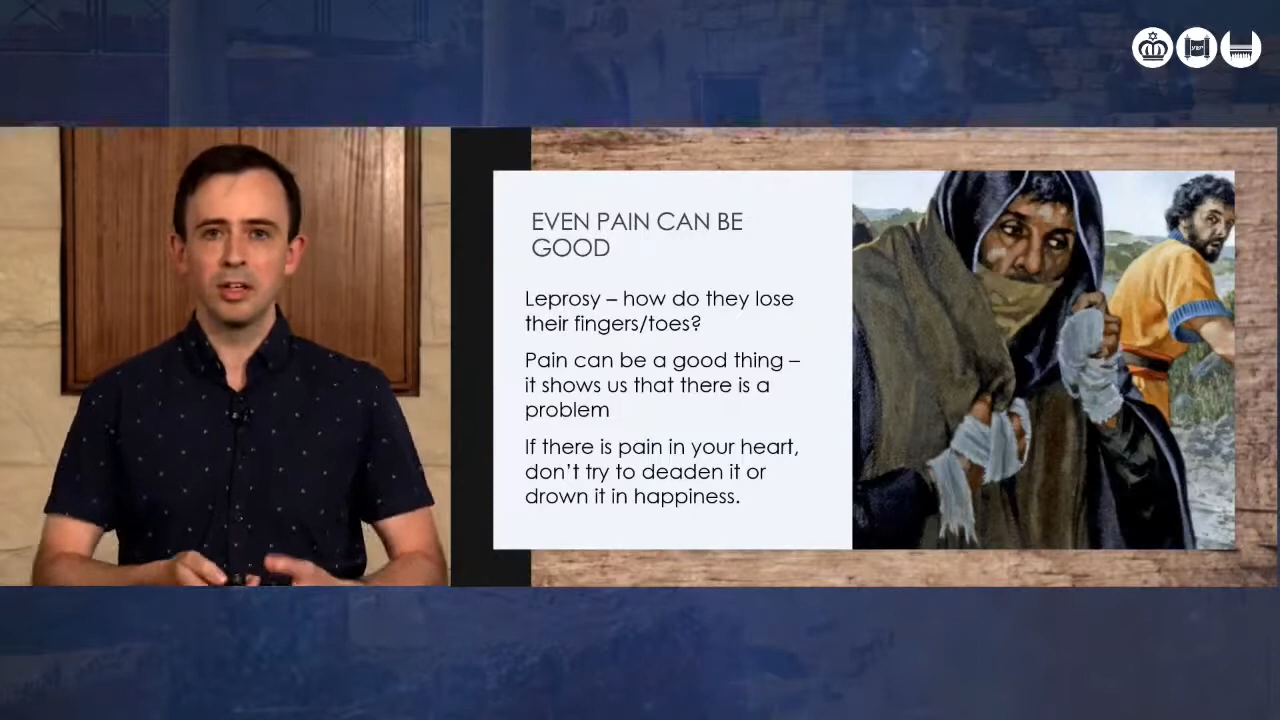 EVEN PAIN CAN BE
GOOD
Leprosy – how do they lose
their fingers/toes?
Pain can be a good thing –
it shows us that there is a
problem
If there is pain in your heart,
don’t try to deaden it or
drown it in happiness.